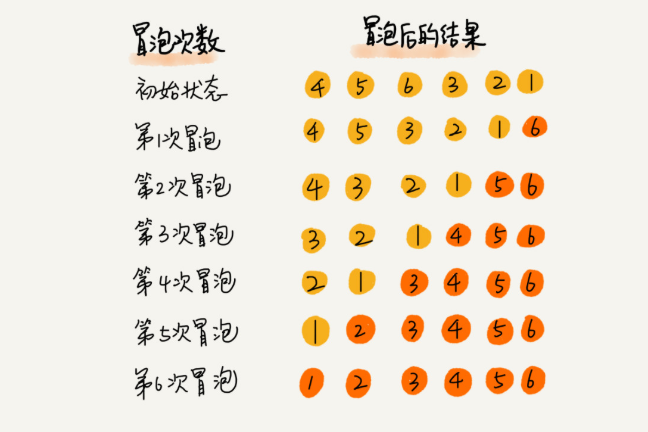 冒泡次数 冒泡后的结果
初始状态 4 5 6 3 2 1
第1次冒泡 4 5 3 2 1 6
第2次冒泡 4 3 2 1 5 6
第3次冒泡 3 2 1 4 5 6
第4次冒泡 2 1 3 4 5 6
第5次冒泡 1 2 3 4 5 6
第6次冒泡 1 2 3 4 5 6